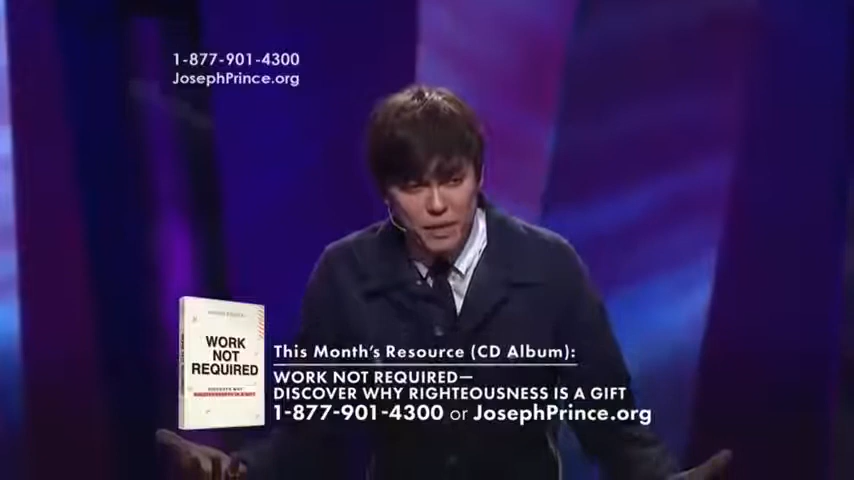 1-877-901-4300
JosephPrince.org
WORK
NOT
REQUIRED
This Month's Resource (CD Album):
WORK NOT REQUIRED—
DISCOVER WHY RIGHTEOUSNESS IS A GIFT
1-877-901-4300 or JosephPrince.org